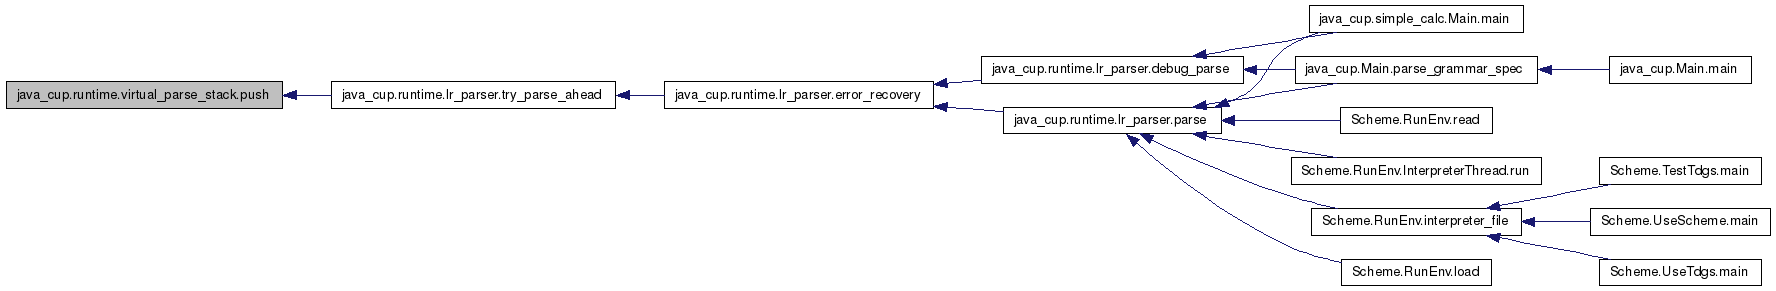 java_cup.runtime.virtual_parse_stack.push
java_cup.runtime.lr_parser.try_parse_ahead
java_cup.runtime.lr_parser.error_recovery
java_cup.runtime.lr_parser.debug_parse
java_cup.runtime.lr_parser.parse
java_cup.simple_calc.Main.main
java_cup.Main.parse_grammar_spec
java_cup.Main.main
Scheme.RunEnv.read
Scheme.RunEnv.InterpreterThread.run
Scheme.RunEnv.interpreter_file
Scheme.RunEnv.load
Scheme.TestTdgs.main
Scheme.UseScheme.main
Scheme.UseTdgs.main